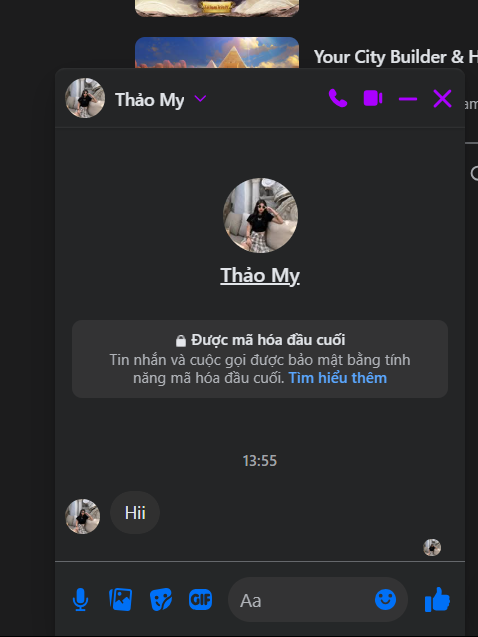 Your City Builder & H
Thảo My
am
Thảo My
Được mã hóa đầu cuối
Tin nhắn và cuộc gọi được bảo mật bằng tính
năng mã hóa đầu cuối. Tìm hiểu thêm
13:55
Hii
GIF
Aa